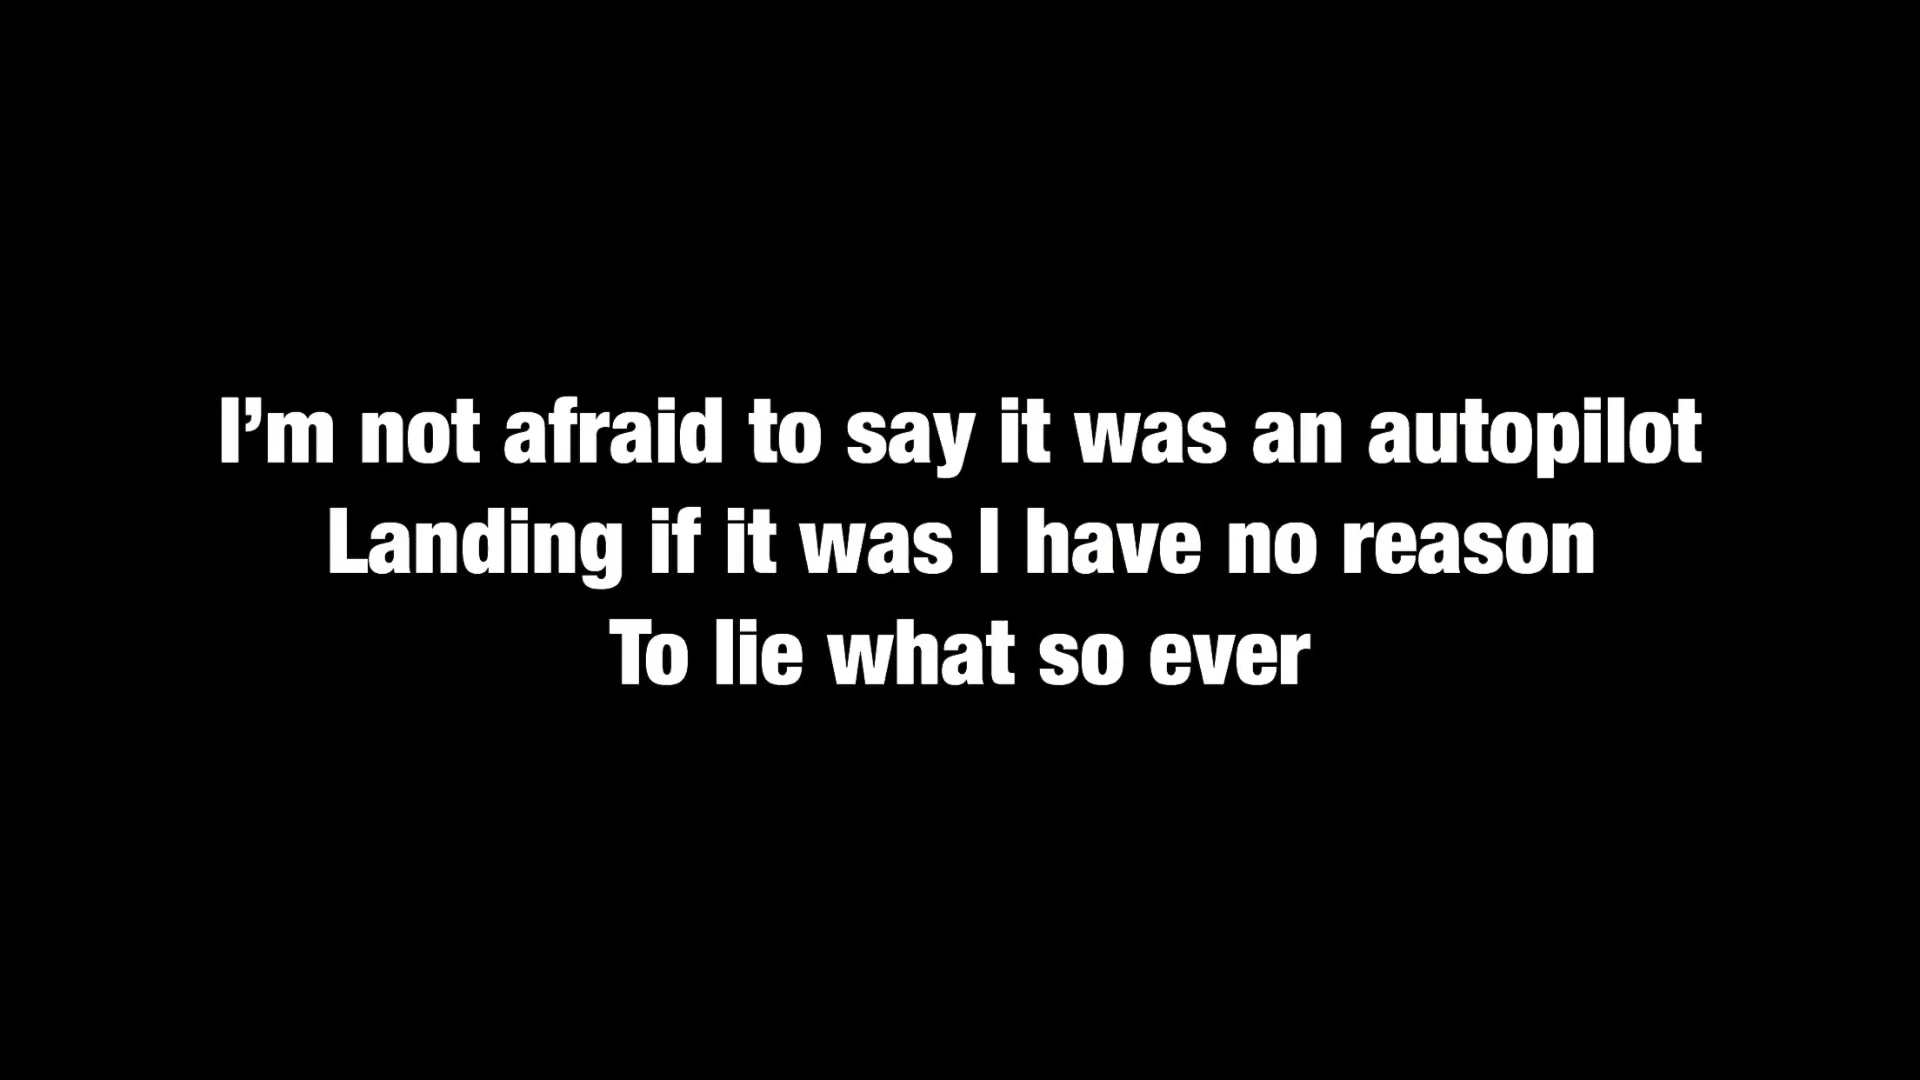 I’m not afraid to say it was an autopilot
Landing if it was I have no reason
To lie what so ever